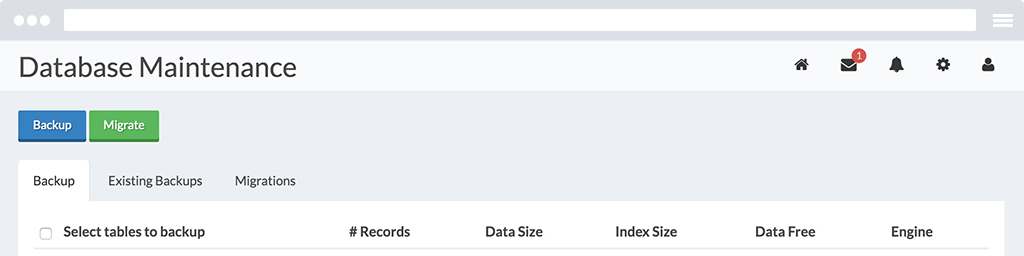 Database Maintenance
1
Backup Migrate
Backup Existing Backups Migrations
Select tables to backup # Records Data Size Index Size Data Free Engine